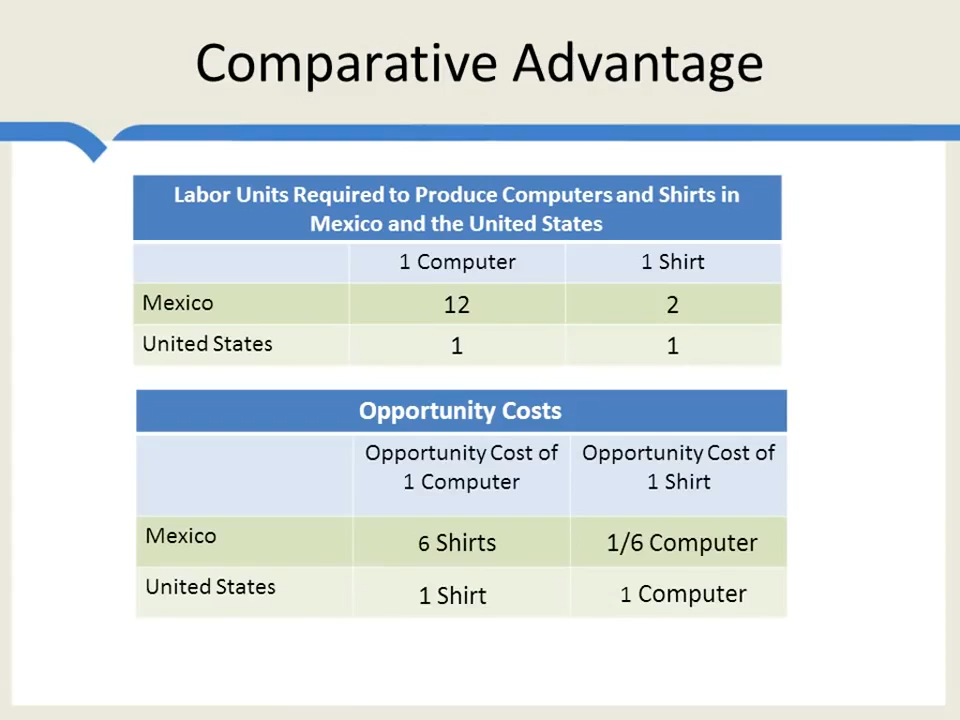 Comparative Advantage
Labor Units Required to Produce Computers and Shirts in
Mexico and the United States
1 Computer 1 Shirt
Mexico 12 2
United States 1 1
Opportunity Costs
Opportunity Cost of Opportunity Cost of
1 Computer 1 Shirt
Mexico 6 Shirts 1/6 Computer
United States 1 Shirt 1 Computer